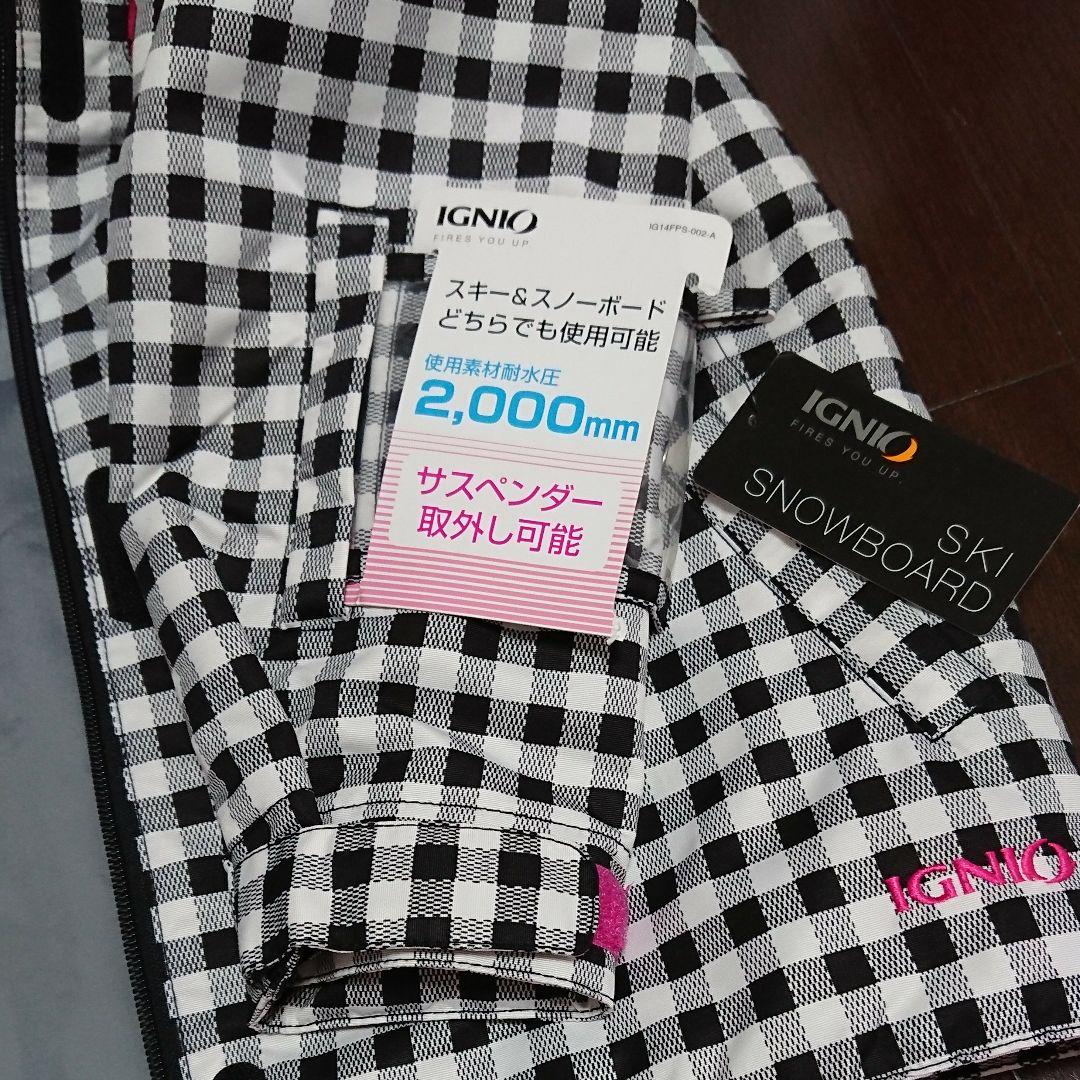 IGNIO
FIRES YOU UP
IG14FPS-002-A
スキー&スノーボード
どちらでも使用可能
使用素材耐水圧
2,000mm
サスペンダー
取外し可能
IGNIO
FIRES YOU UP.
SKI
SNOWBOARD
IGNIO